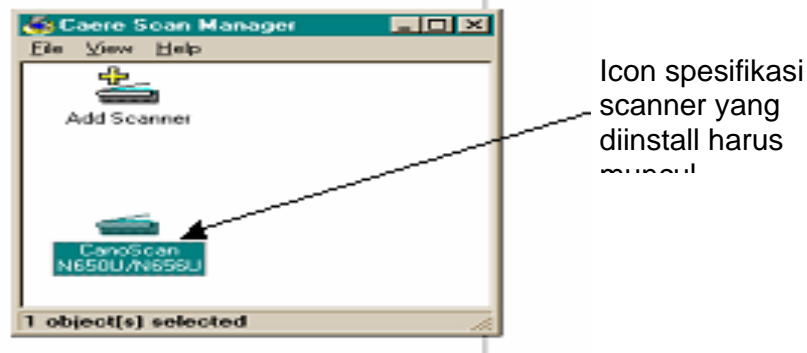 Caere Scan Manager
File View Help
Add Scanner
CanoScan
N650U/N656U
1 object(s) selected
Icon spesifikasi
scanner yang
diinstall harus
muncul